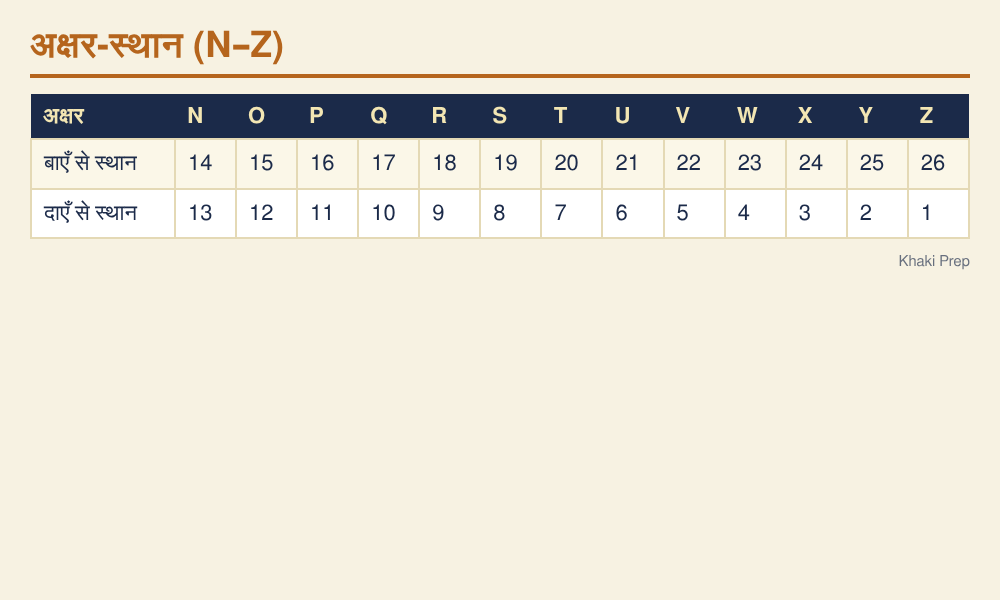 अक्षर-स्थान (N–Z)
अक्षर N O P Q R S T U V W X Y Z
बाएँ से स्थान 14 15 16 17 18 19 20 21 22 23 24 25 26
दाएँ से स्थान 13 12 11 10 9 8 7 6 5 4 3 2 1
Khaki Prep